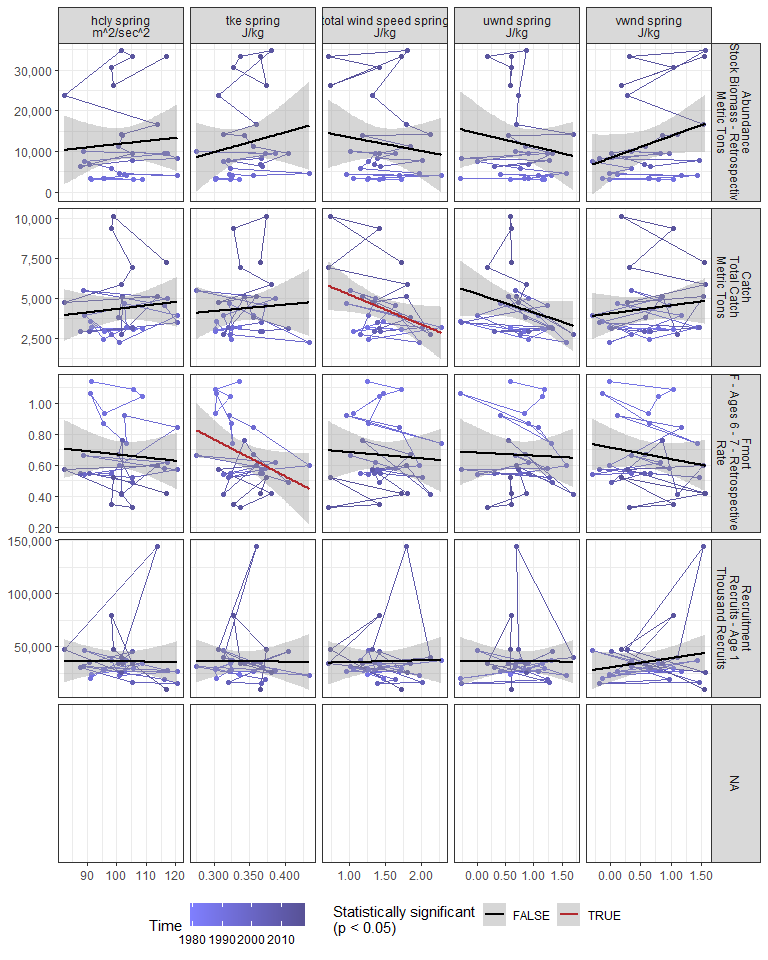 hcly spring
m^2/sec^2
tke spring
J/kg
total wind speed spring
J/kg
uwnd spring
J/kg
vwnd spring
J/kg
30,000
20,000
10,000
0
Abundance
Stock Biomass - Retrospectiv
Metric Tons
10,000
7,500
5,000
2,500
Catch
Total Catch
Metric Tons
1.00
0.80
0.60
0.40
0.20
Fmort
F - Ages 6 - 7 - Retrospective
Rate
150,000
100,000
50,000
Recruitment
Recruits - Age 1
Thousand Recruits
NA
90 100 110 120
0.300 0.350 0.400
1.00 1.50 2.00
0.00 0.50 1.00 1.50
0.00 0.50 1.00 1.50
Time
1980 1990 2000 2010
Statistically significant
(p < 0.05)
FALSE
TRUE